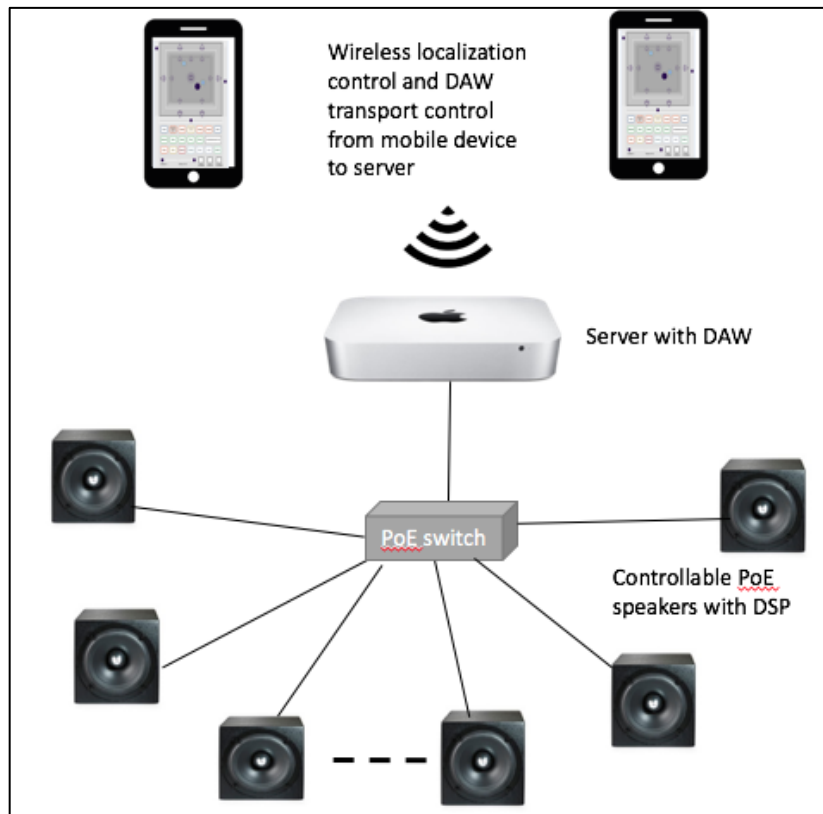 Wireless localization
control and DAW
transport control
from mobile device
to server
Server with DAW
PoE switch
Controllable PoE
speakers with DSP